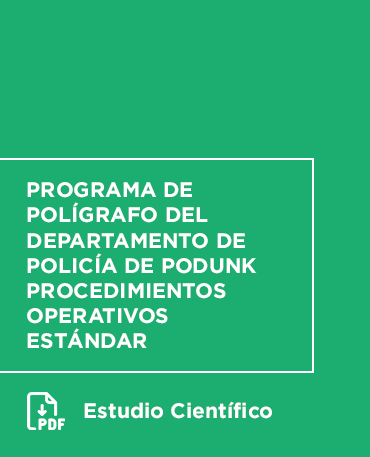 PROGRAMA DE
POLÍGRAFO DEL
DEPARTAMENTO DE
POLICÍA DE PODUNK
PROCEDIMIENTOS
OPERATIVOS
ESTÁNDAR
PDF
Estudio Científico